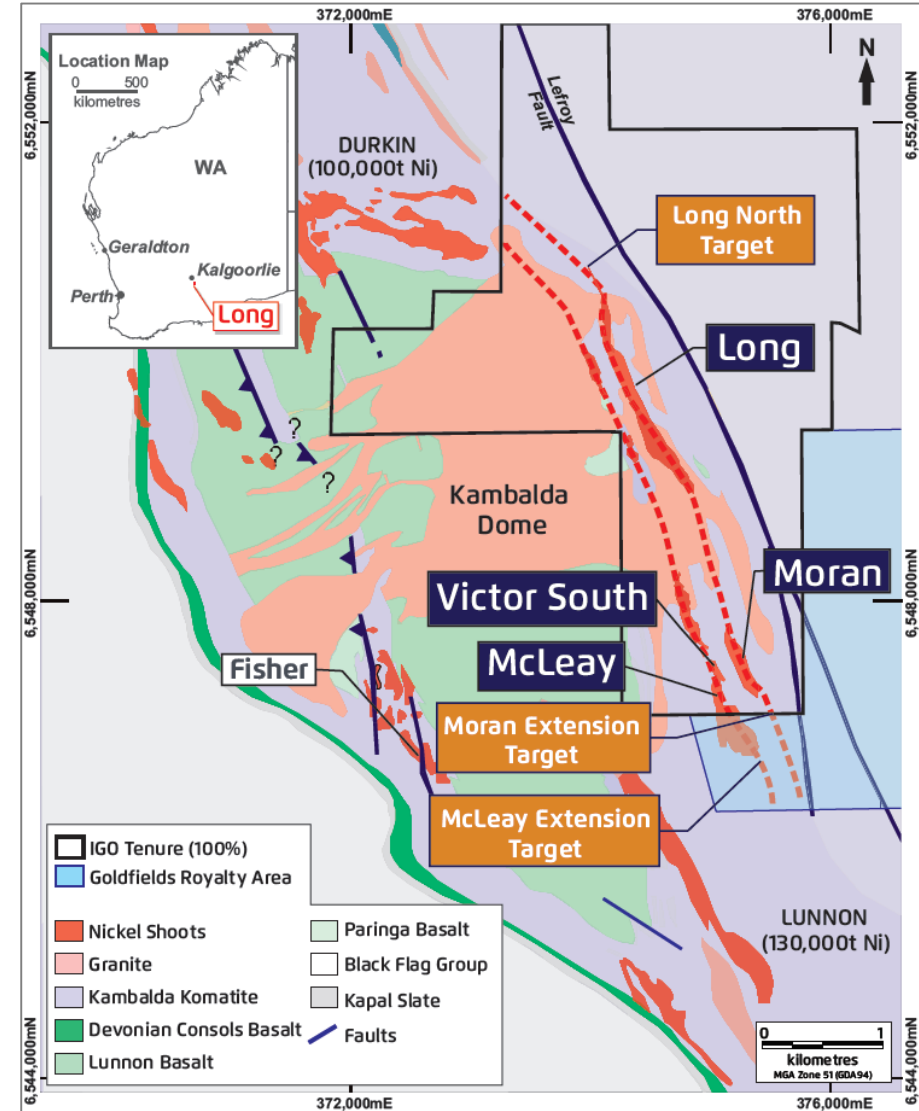 372,000mE
376,000mE
Location Map
0 500
kilometres
WA
Geraldton
Kalgoorlie
Perth
Long
N
6,552,000mN
6,552,000mN
Lefroy
Fault
DURKIN
(100,000t Ni)
Long North
Target
Long
?
?
?
Kambalda
Dome
Moran
Victor South
6,548,000mN
6,548,000mN
McLeay
Fisher
Moran Extension
Target
McLeay Extension
Target
LUNNON
(130,000t Ni)
IGO Tenure (100%)
Goldfields Royalty Area
Nickel Shoots
Granite
Kambalda Komatite
Devonian Consols Basalt
Lunnon Basalt
Paringa Basalt
Black Flag Group
Kapal Slate
Faults
0 1
kilometres
MGA Zone 51 (GDA94)
6,544,000mN
6,544,000mN
372,000mE
376,000mE